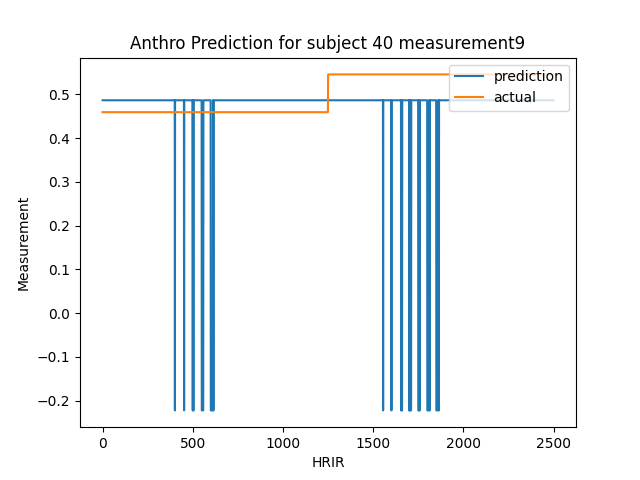 Anthro Prediction for subject 40 measurement9
prediction
actual
0.5
0.4
0.3
0.2
0.1
0.0
−0.1
−0.2
Measurement
0
500
1000
1500
2000
2500
HRIR